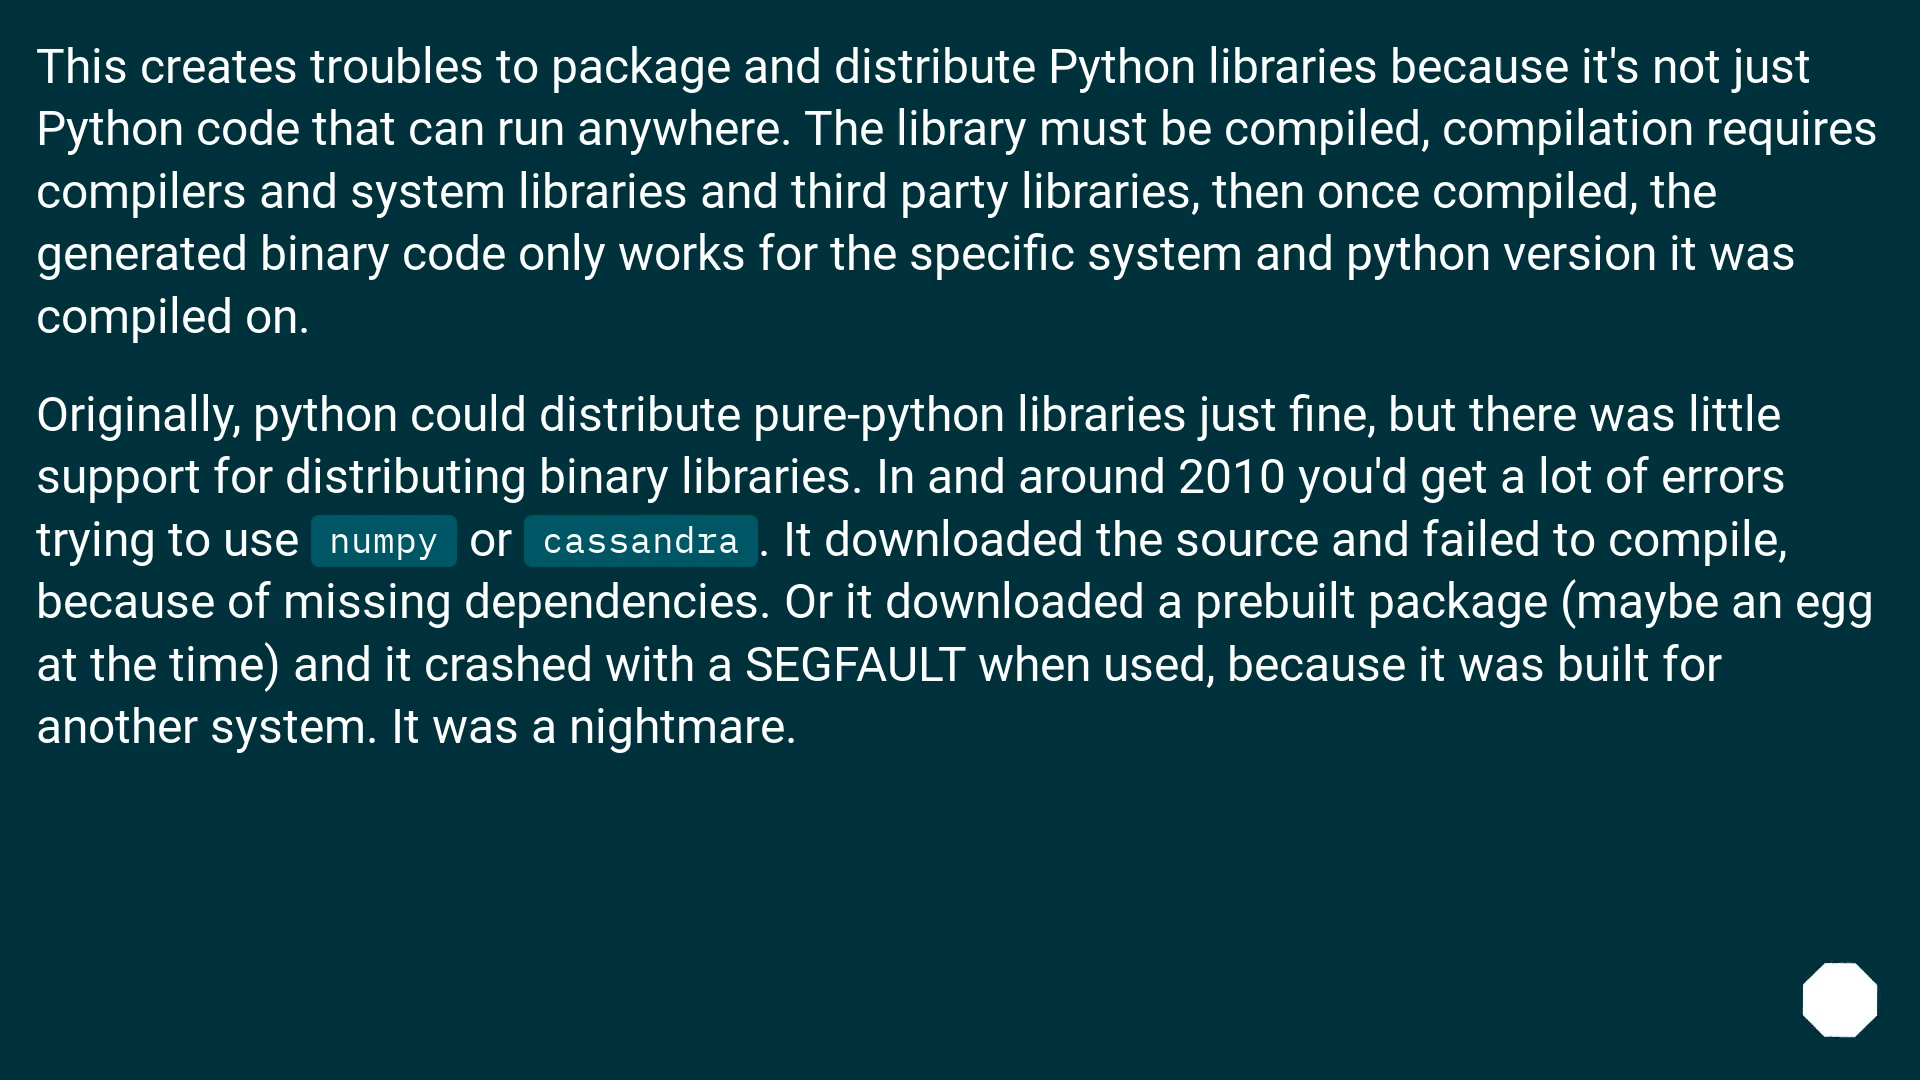 This creates troubles to package and distribute Python libraries because it's not just
Python code that can run anywhere. The library must be compiled, compilation requires
compilers and system libraries and third party libraries, then once compiled, the
generated binary code only works for the specific system and python version it was
compiled on.
Originally, python could distribute pure-python libraries just fine, but there was little
support for distributing binary libraries. In and around 2010 you'd get a lot of errors
trying to use numpy or cassandra. It downloaded the source and failed to compile,
because of missing dependencies. Or it downloaded a prebuilt package (maybe an egg
at the time) and it crashed with a SEGFAULT when used, because it was built for
another system. It was a nightmare.